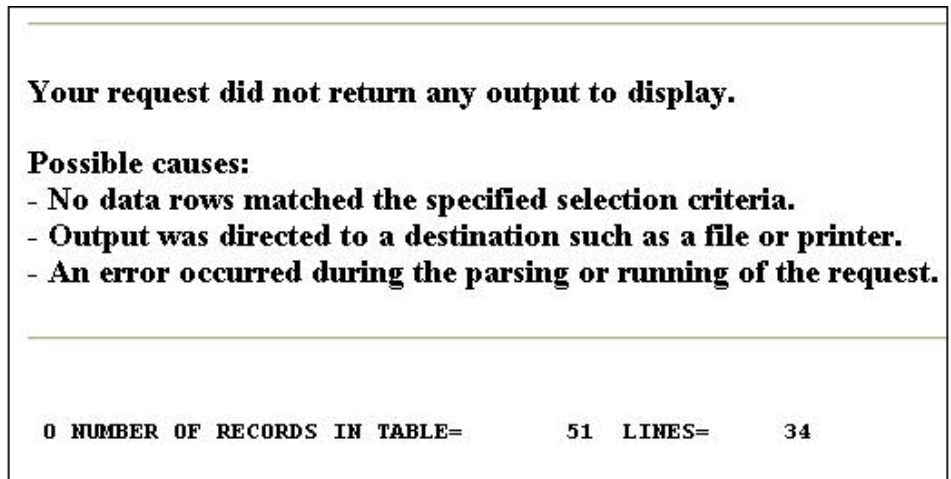 Your request did not return any output to display.
Possible causes:
- No data rows matched the specified selection criteria.
- Output was directed to a destination such as a file or printer.
- An error occurred during the parsing or running of the request.
0 NUMBER OF RECORDS IN TABLE= 51 LINES= 34